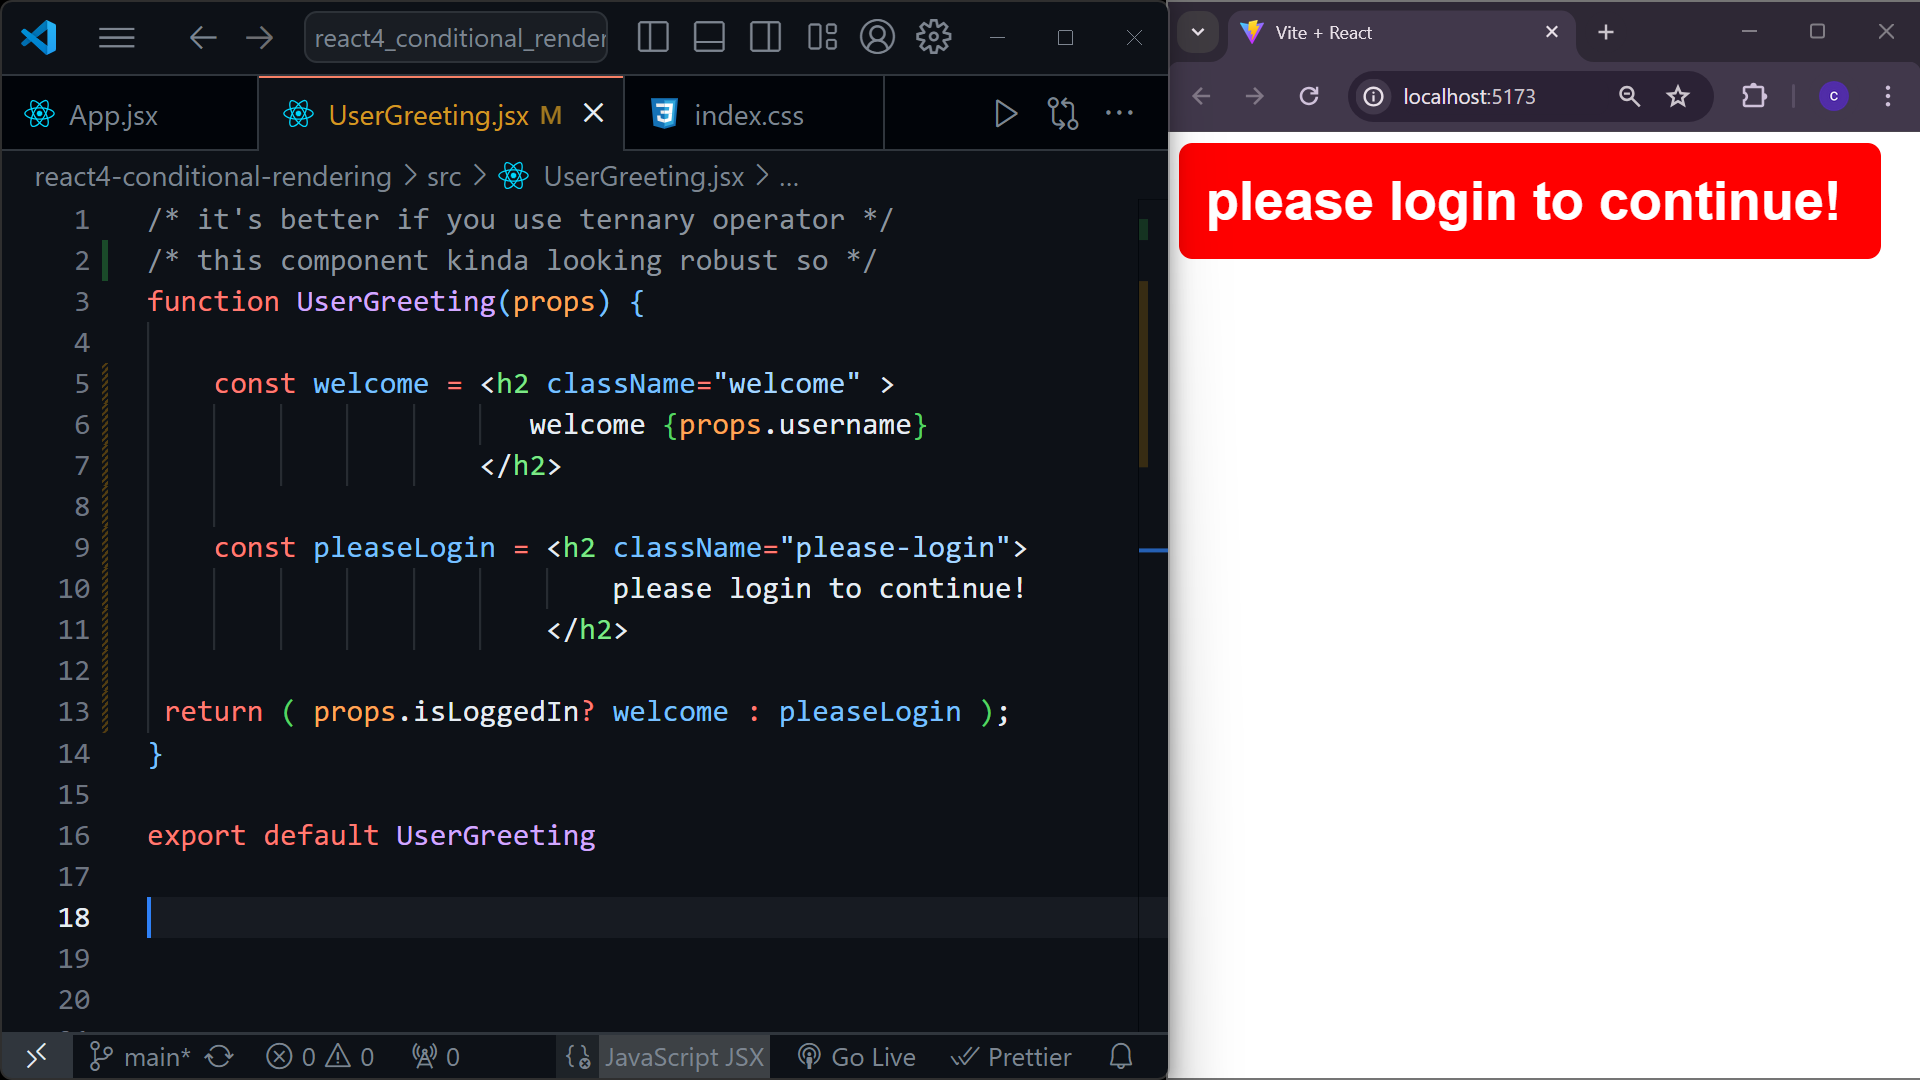 react4_conditional_render
App.jsx
UserGreeting.jsx M
index.css
react4-conditional-rendering > src > UserGreeting.jsx > ...
1 /* it's better if you use ternary operator */
2 /* this component kinda looking robust so */
3 function UserGreeting(props) {
4
5 const welcome = <h2 className="welcome" >
6 welcome {props.username}
7 </h2>
8
9 const pleaseLogin = <h2 className="please-login">
10 please login to continue!
11 </h2>
12
13 return ( props.isLoggedIn? welcome : pleaseLogin );
14 }
15
16 export default UserGreeting
17
18
19
20
main* 0 0 0 JavaScript JSX Go Live Prettier
Vite + React
localhost:5173
C
please login to continue!